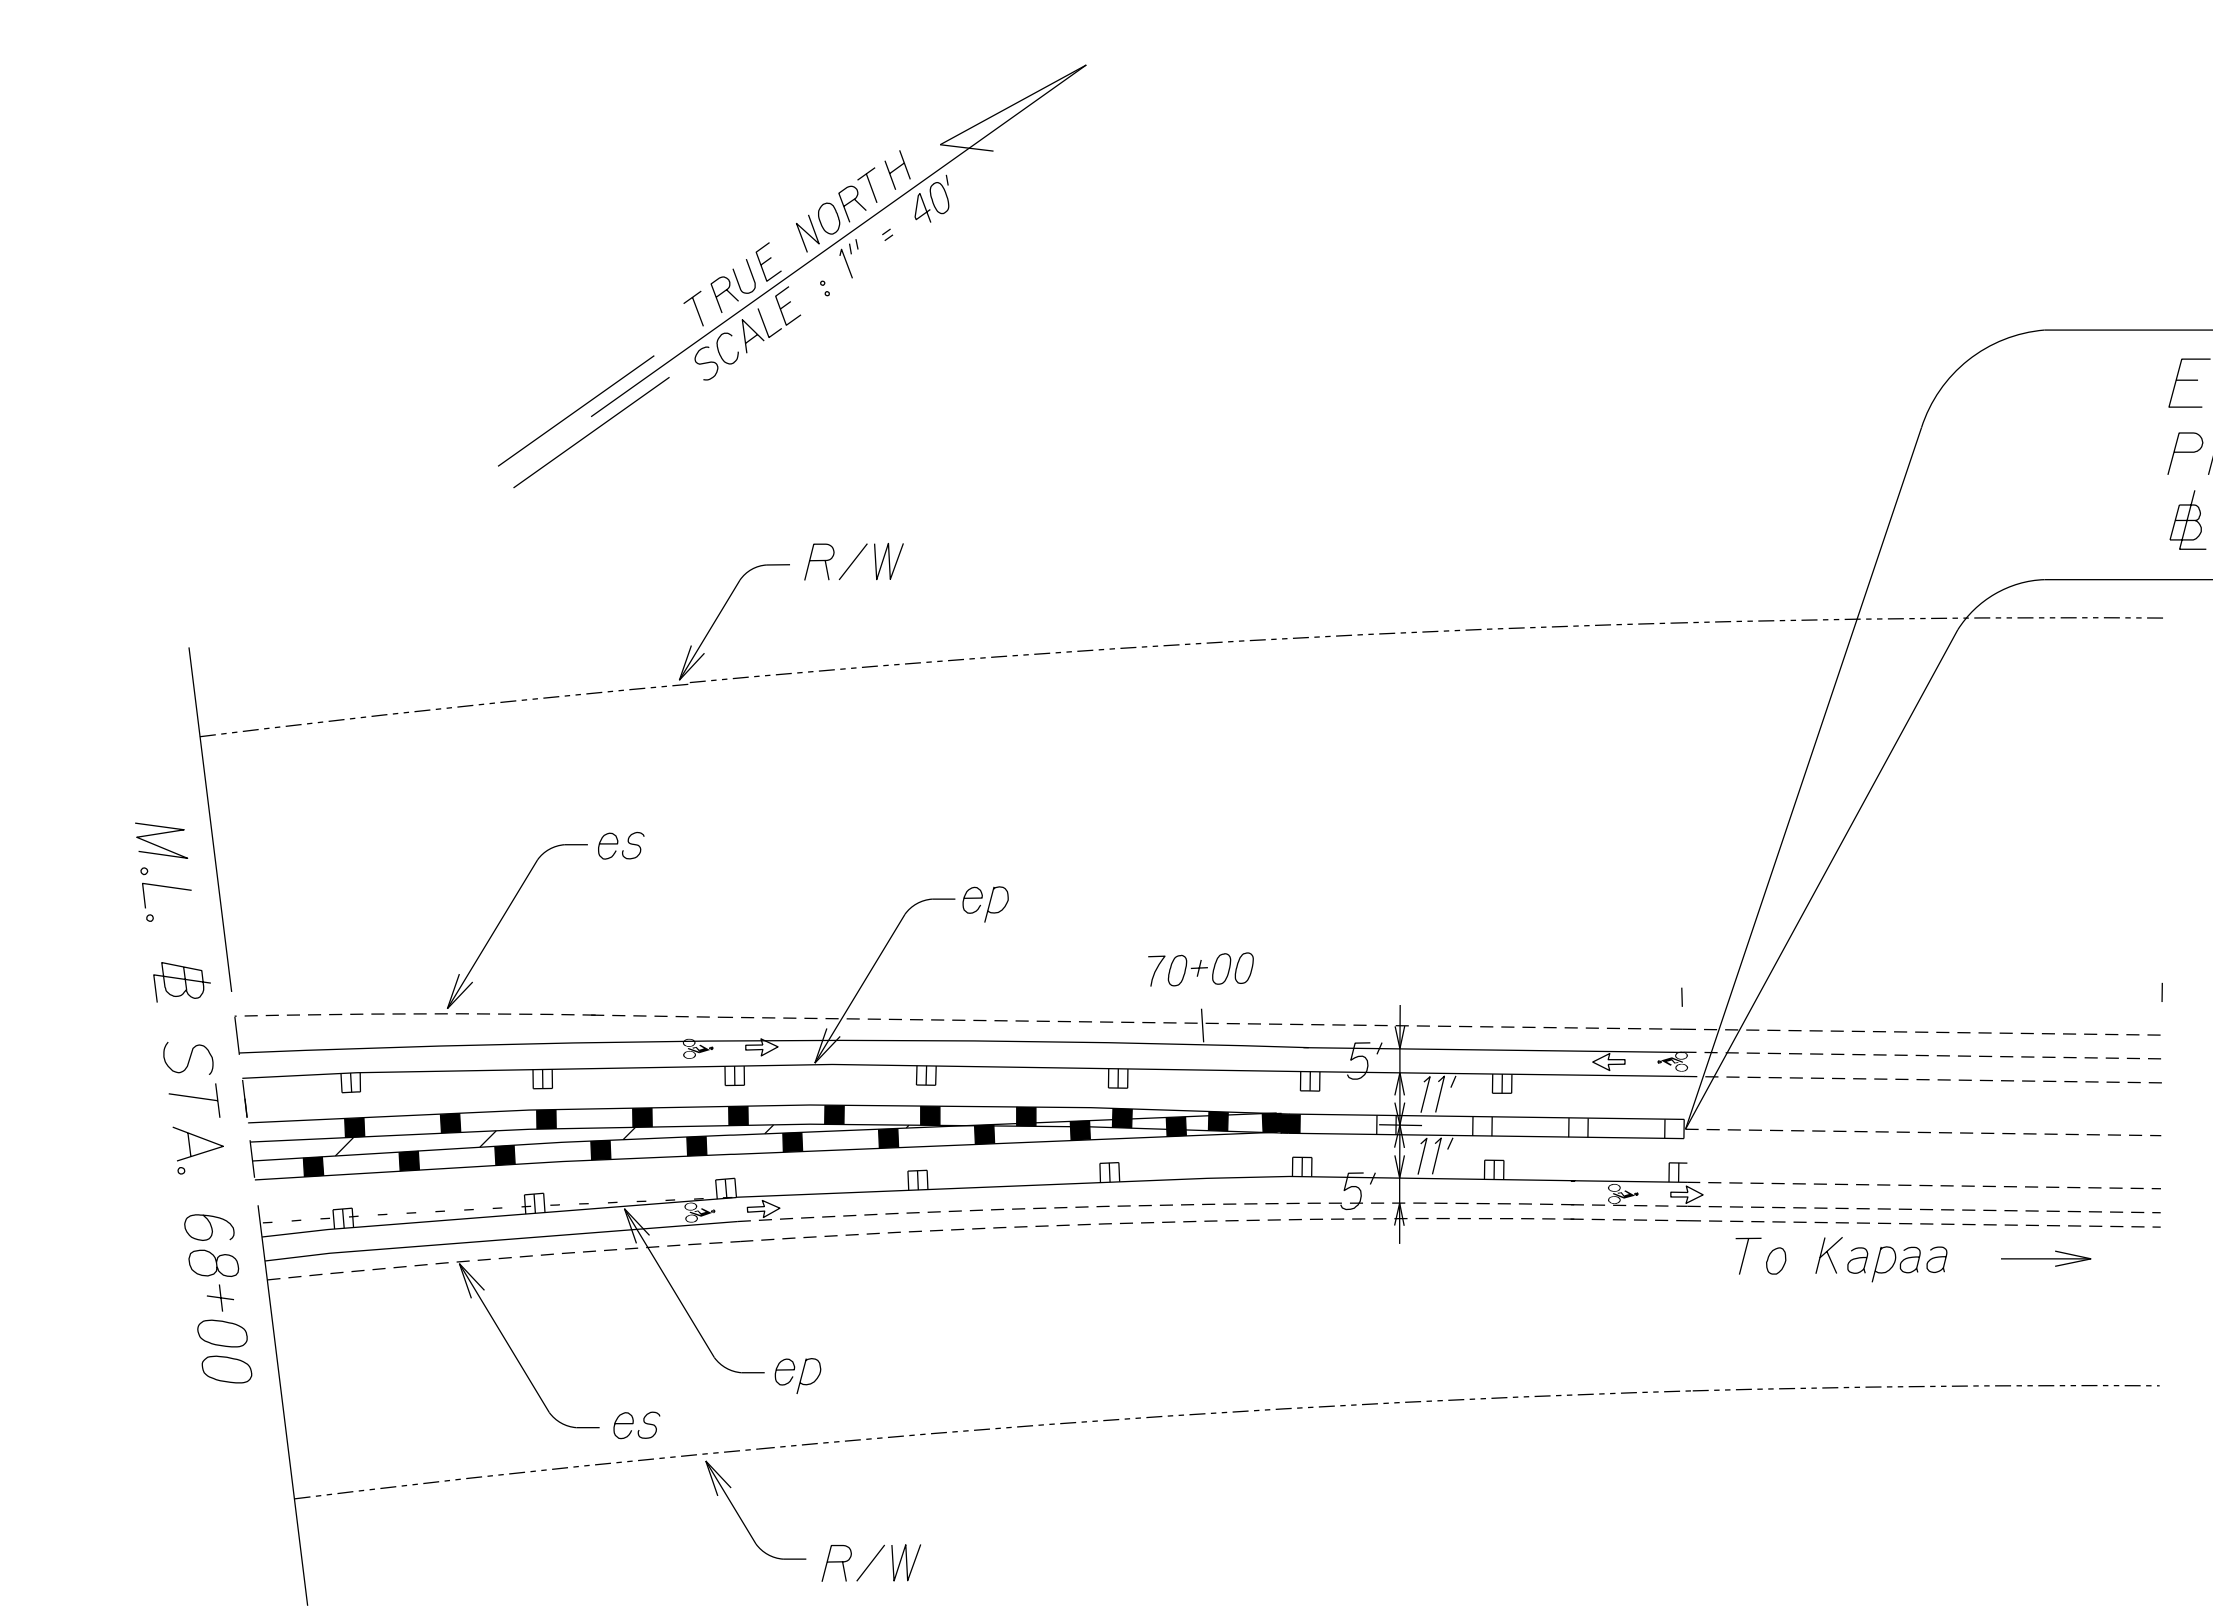 TRUE NORTH
SCALE : 1" = 40'
E
R/W
es
ep
70+00
M.L. B STA. 68+00
5'
11'
11'
5'
To Kapaa
ep
es
R/W